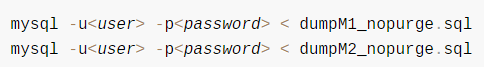 mysql -u<user> -p<password> < dumpM1_nopurge.sql
mysql -u<user> -p<password> < dumpM2_nopurge.sql